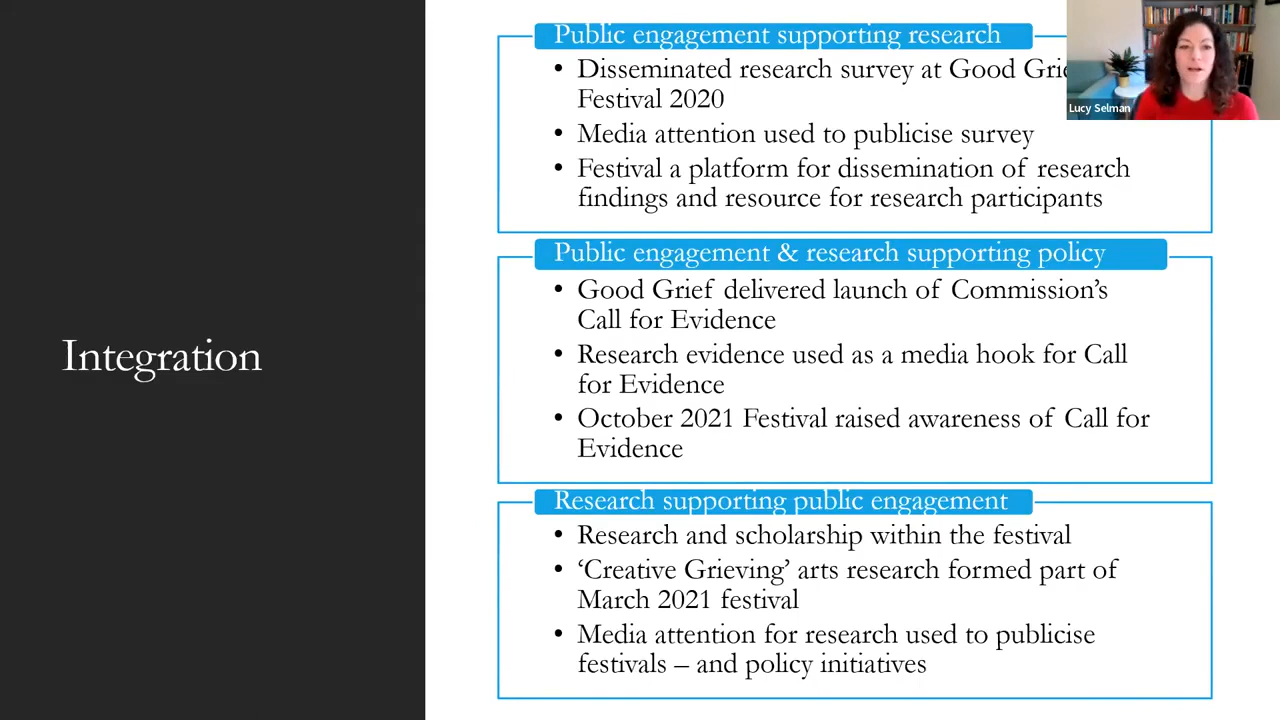 Integration
Public engagement supporting research
• Disseminated research survey at Good
Festival 2020
• Media attention used to publicise survey
• Festival a platform for dissemination of research
findings and resource for research participants
Public engagement & research supporting policy
• Good Grief delivered launch of Commission’s
Call for Evidence
• Research evidence used as a media hook for Call
for Evidence
• October 2021 Festival raised awareness of Call for
Evidence
Research supporting public engagement
• Research and scholarship within the festival
• ‘Creative Grieving’ arts research formed part of
March 2021 festival
• Media attention for research used to publicise
festivals – and policy initiatives
Lucy Selman